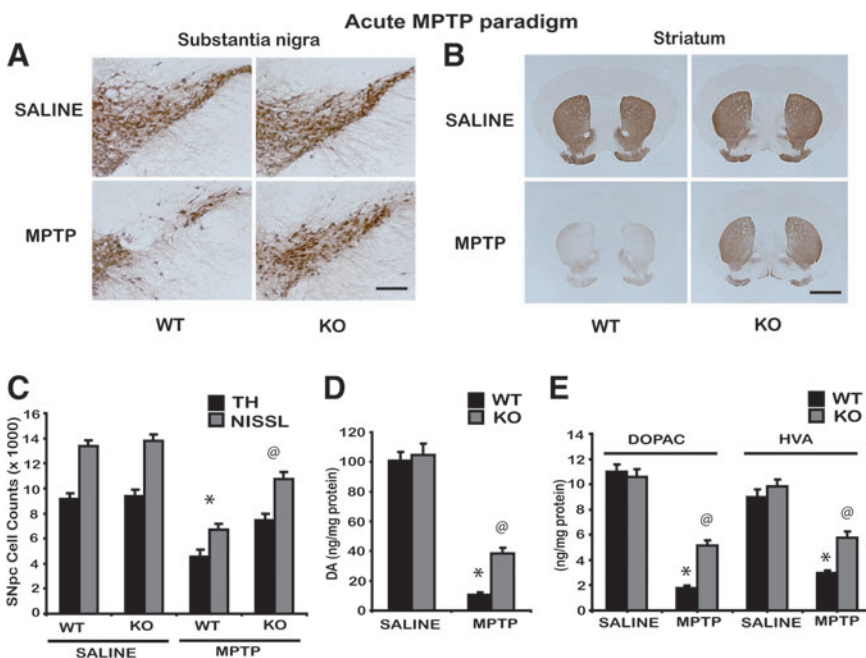 Acute MPTP paradigm
A
Substantia nigra
SALINE
MPTP
WT
KO
B
Striatum
SALINE
MPTP
WT
KO
C
TH
NISSL
SNpc Cell Counts (x 1000)
16
14
12
10
8
6
4
2
0
*
@
WT
KO
WT
KO
SALINE
MPTP
D
WT
KO
DA (ng/mg protein)
120
100
80
60
40
20
0
*
@
SALINE
MPTP
E
WT
KO
DOPAC
HVA
(ng/mg protein)
14
12
10
8
6
4
2
0
*
@
*
@
SALINE
MPTP
SALINE
MPTP